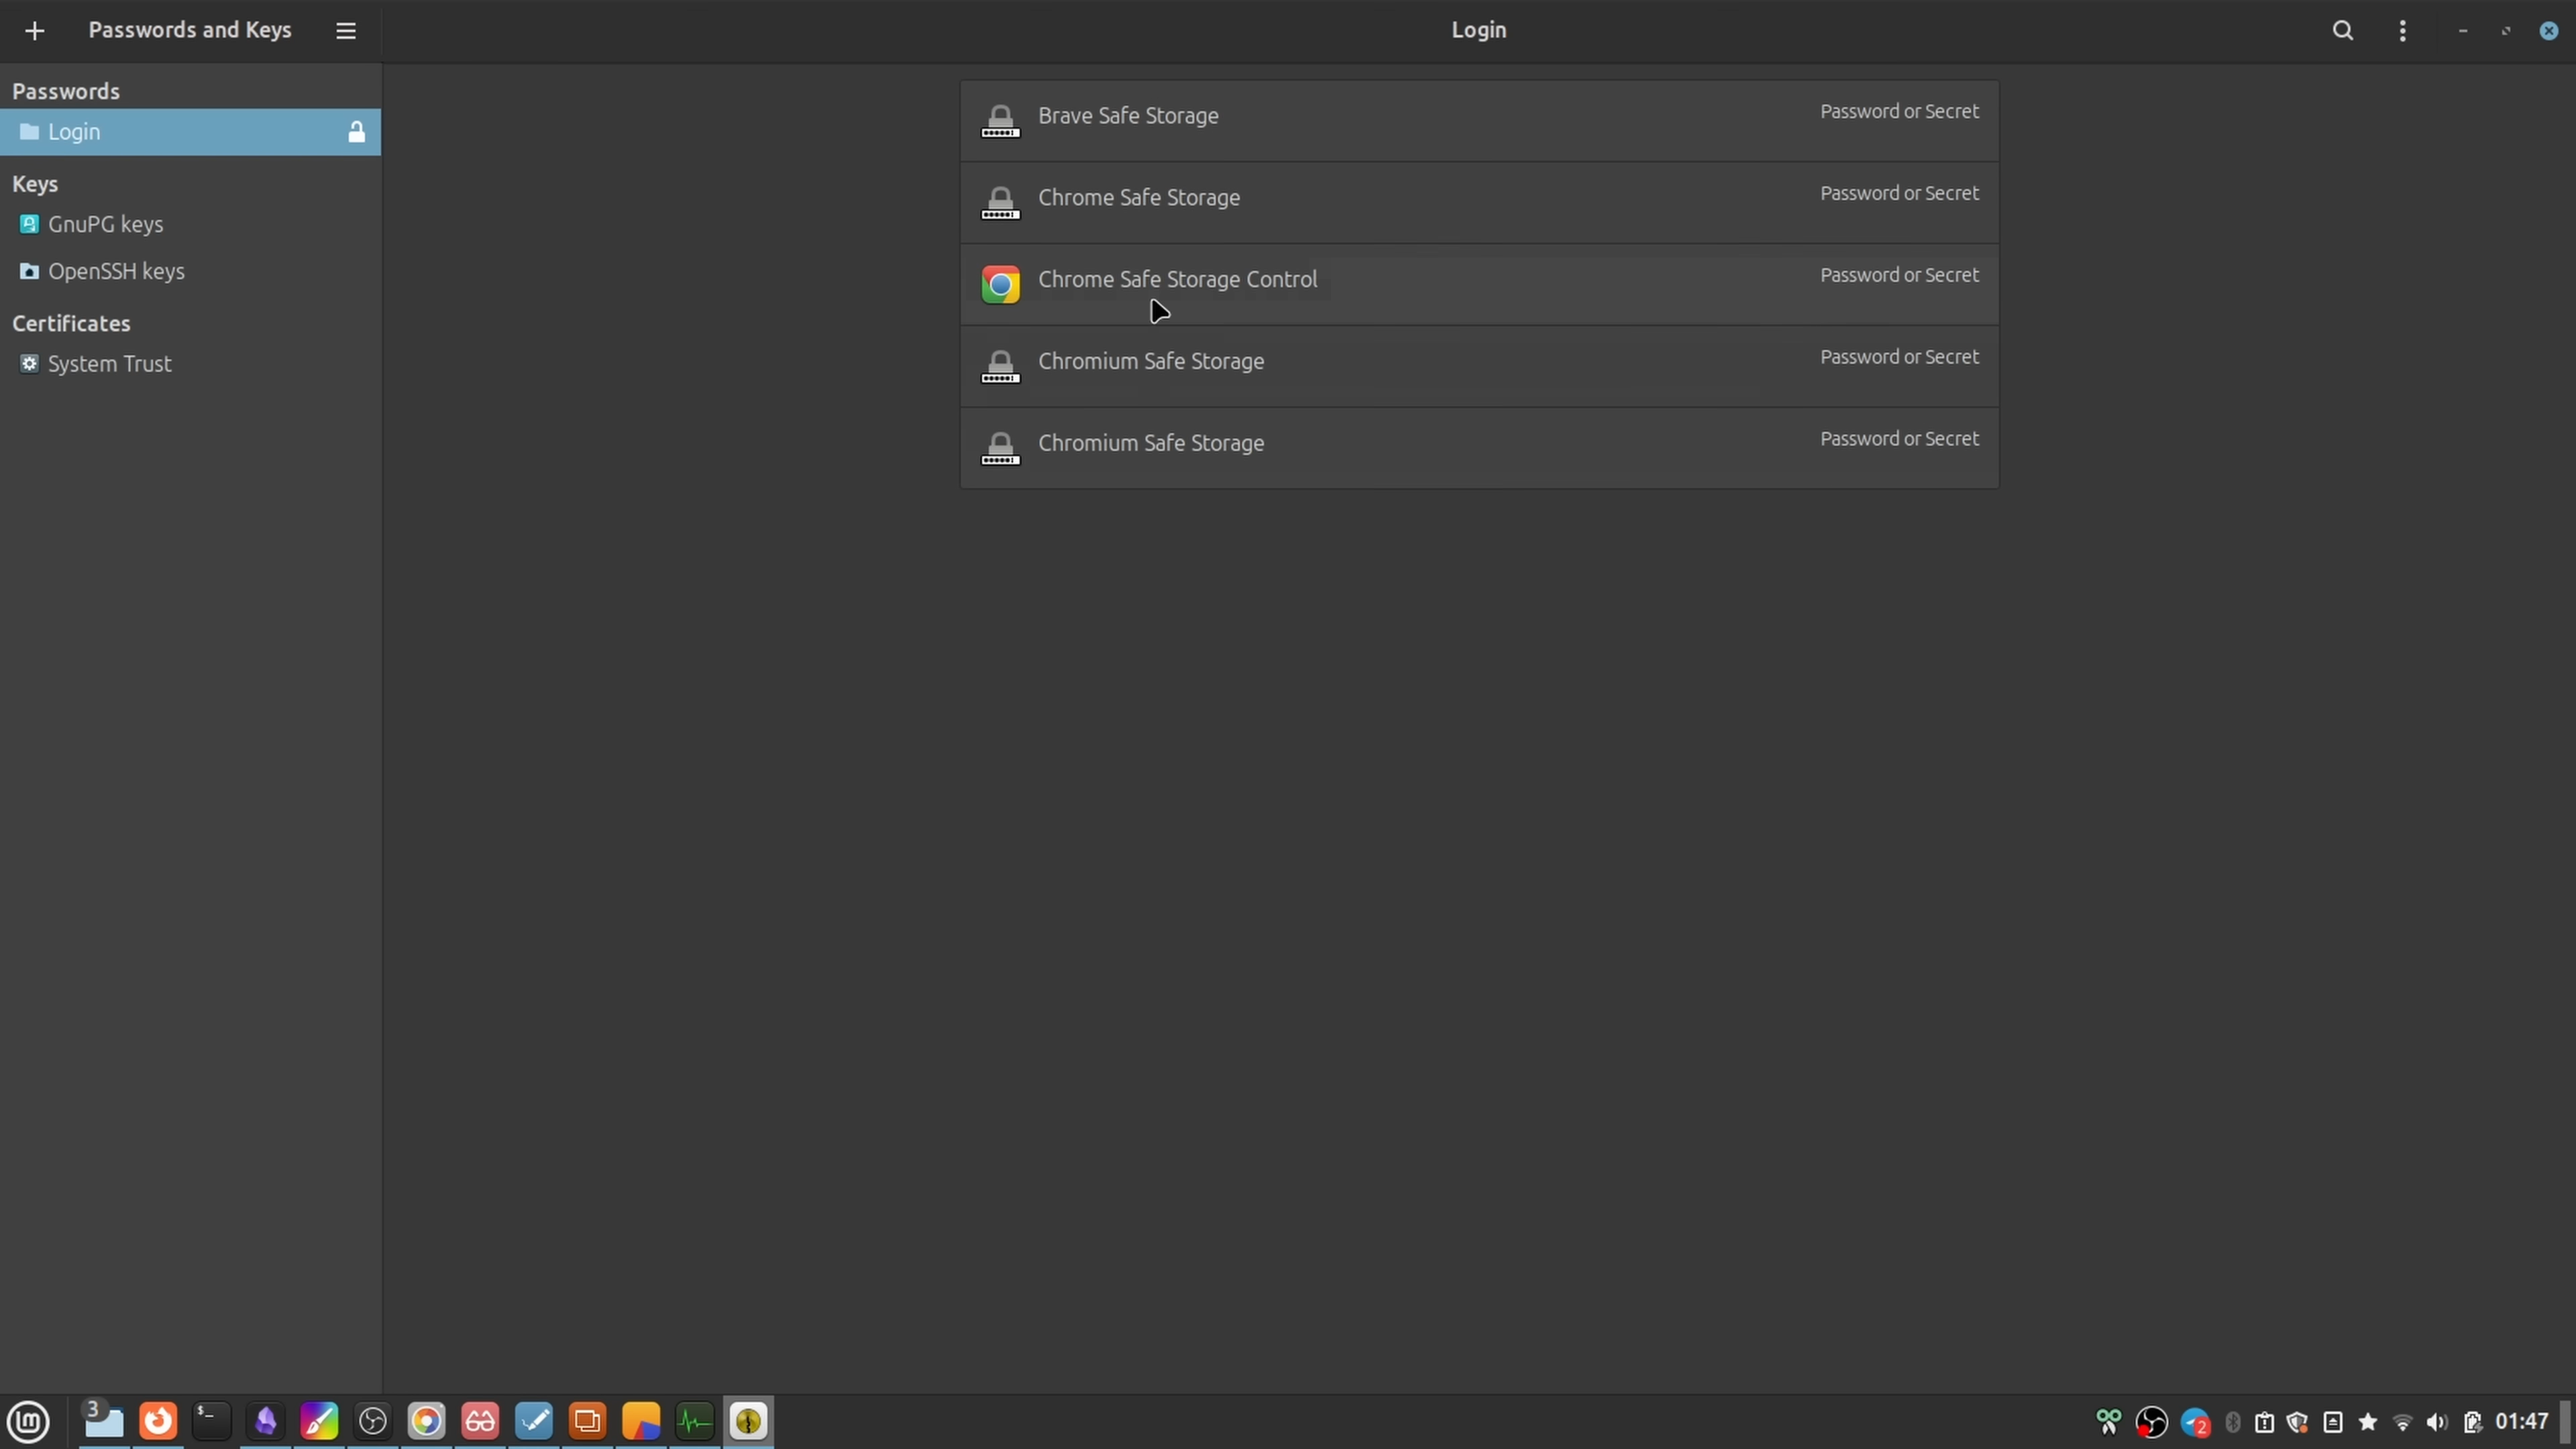 Passwords and Keys
Login
Passwords
Login
Keys
GnuPG keys
OpenSSH keys
Certificates
System Trust
Brave Safe Storage Password or Secret
Chrome Safe Storage Password or Secret
Chrome Safe Storage Control Password or Secret
Chromium Safe Storage Password or Secret
Chromium Safe Storage Password or Secret
3
$_
2
01:47